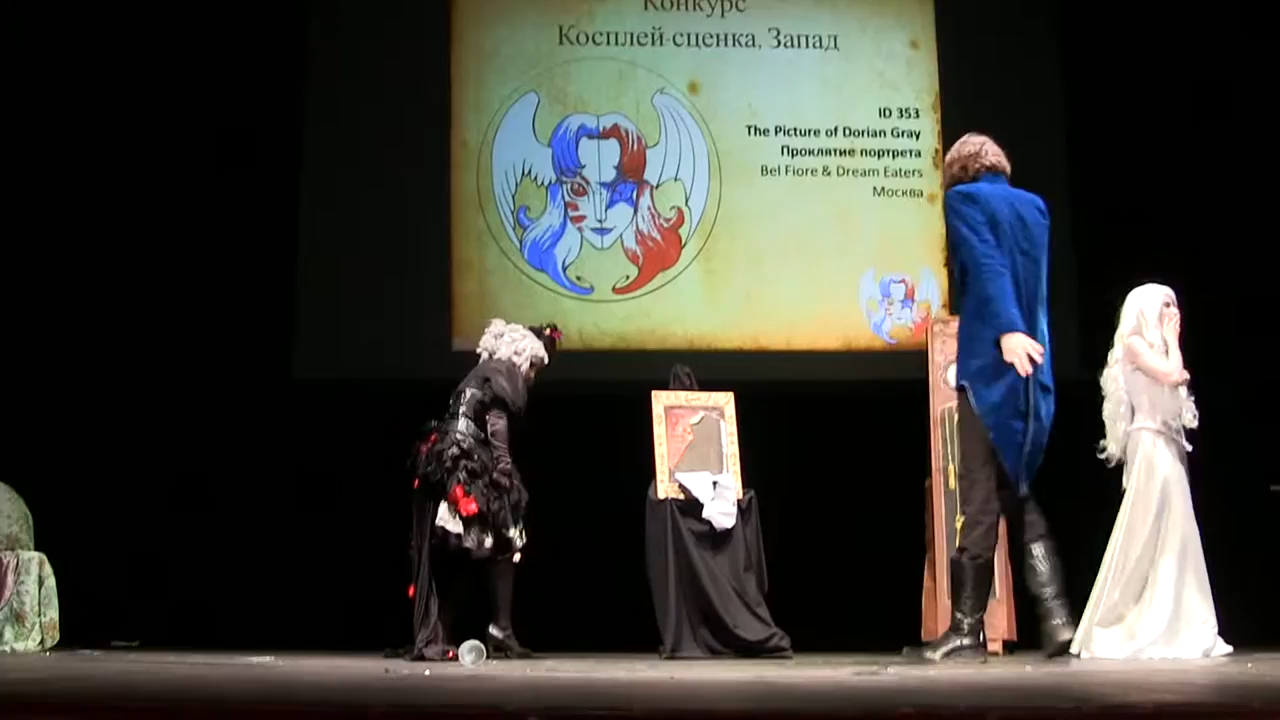 Конкурс
Косплей-сценка, Запад
ID 353
The Picture of Dorian Gray
Проклятие портрета
Bel Fiore & Dream Eaters
Москва